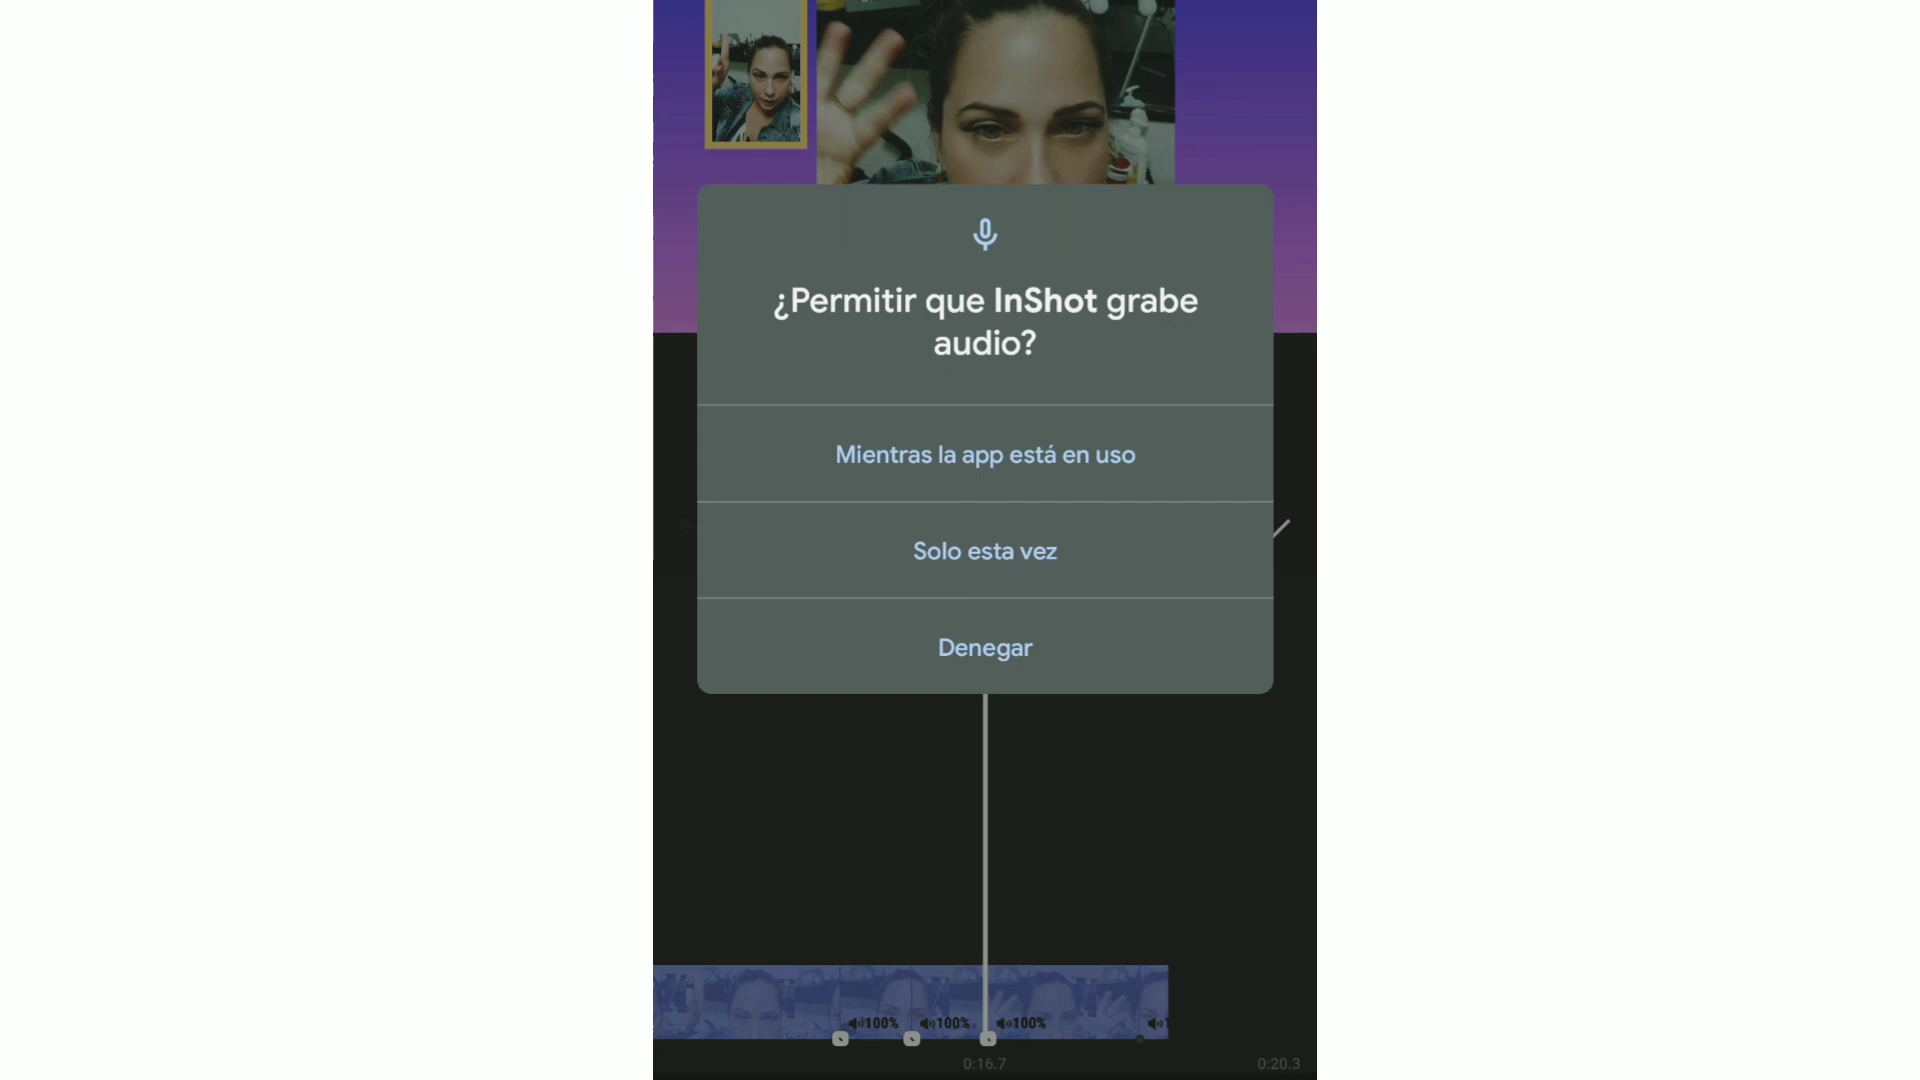 ¿Permitir que InShot grabe
audio?
Mientras la app está en uso
Solo esta vez
Denegar
100% 100% 100%
0:16.7 0:20.3